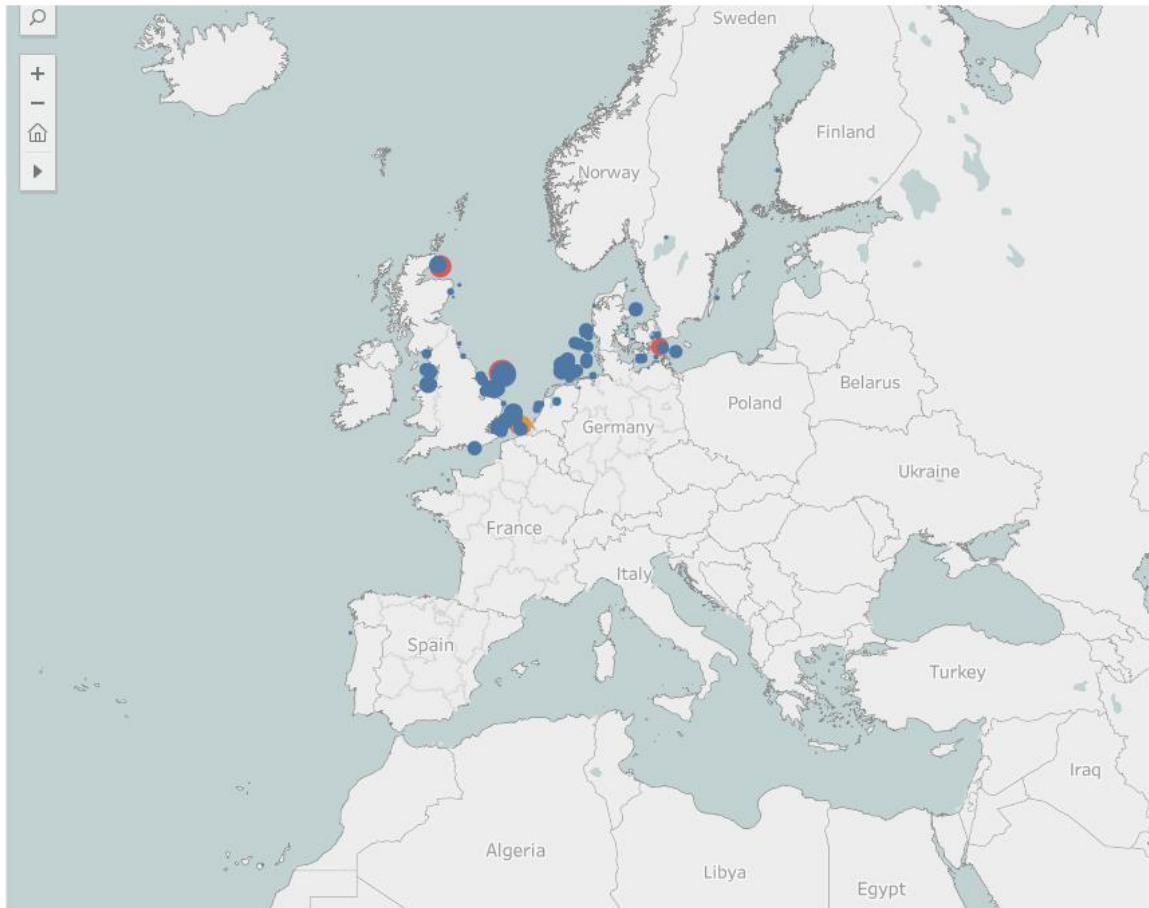 Sweden
Finland
Norway
Belarus
Poland
Germany
Ukraine
France
Italy
Spain
Turkey
Iraq
Algeria
Libya
Egypt